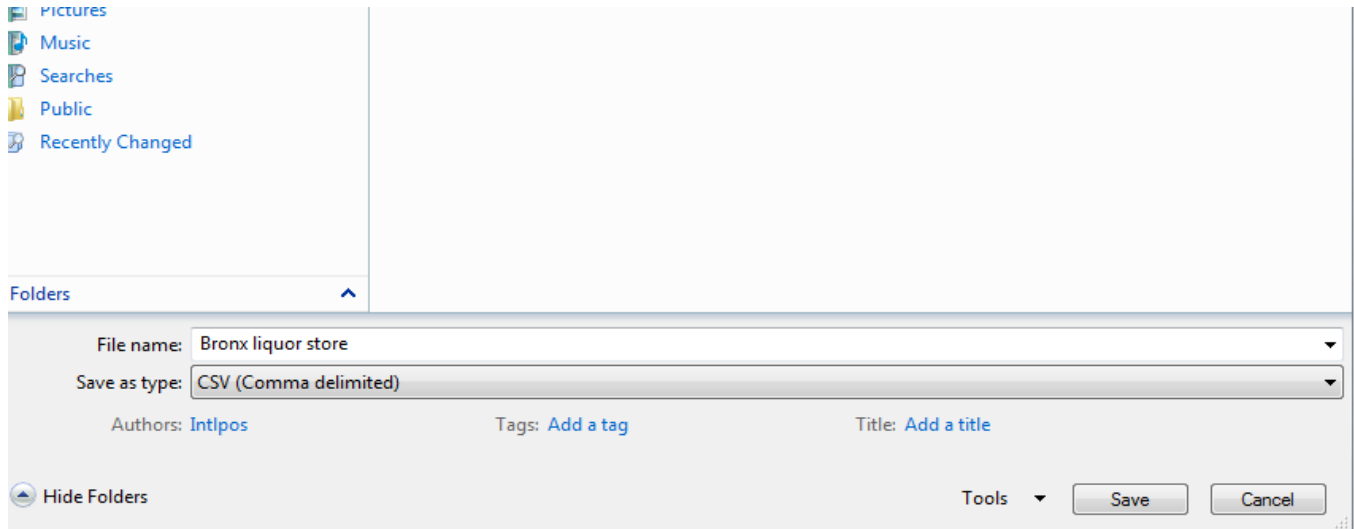 Pictures
Music
Searches
Public
Recently Changed
Folders
File name: Bronx liquor store
Save as type: CSV (Comma delimited)
Authors: Intlpos Tags: Add a tag Title: Add a title
Hide Folders Tools Save Cancel